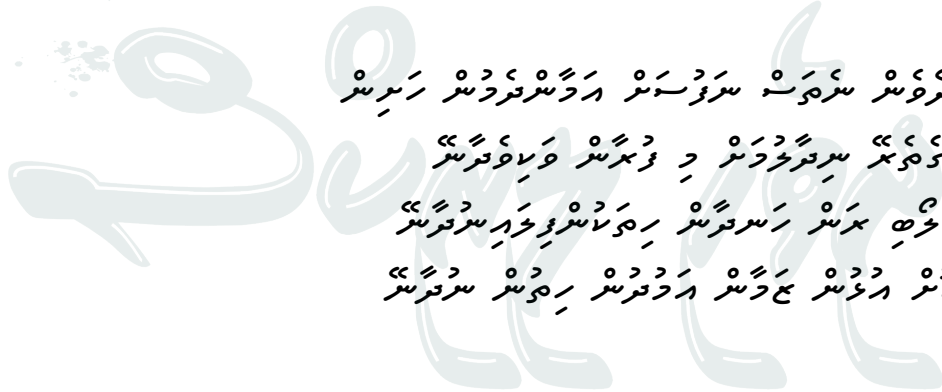 ނެތަސް ނަފުސަށް އަމާންދެމުން ހަށިން
ނިދާލުމަށް މި ފުރާން ވަކިވެދާނޭ
ރަން ހަނދާން ހިތަކުންފިލައިނުދާނޭ
އުޅުން ޒަމާން އަމުދުން ހިތުން ނުދާނޭ